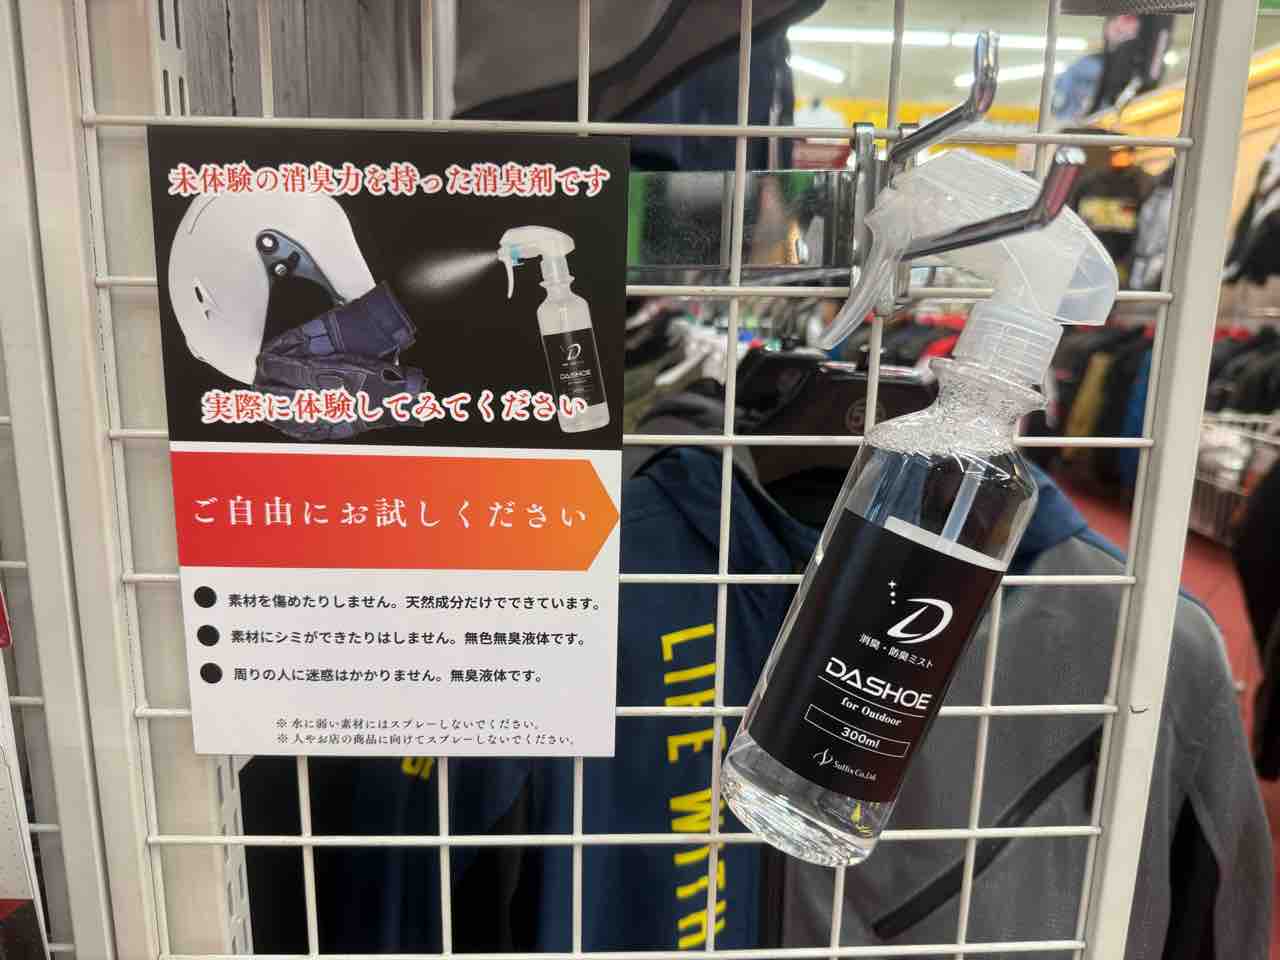 未体験の消臭力を持った消臭剤です
DASHOE
実際に体験してみてください
ご自由にお試しください
● 素材を傷めたりしません。天然成分だけでできています。
● 素材にシミができたりはしません。無色無臭液体です。
● 周りの人に迷惑はかかりません。無臭液体です。
※ 水に弱い素材にはスプレーしないでください。
※ 人やお店の商品に向けてスプレーしないでください。
D
消臭・防臭ミスト
DASHOE
for Outdoor
300ml
Suffix Co.,Ltd.
LIFE WITH